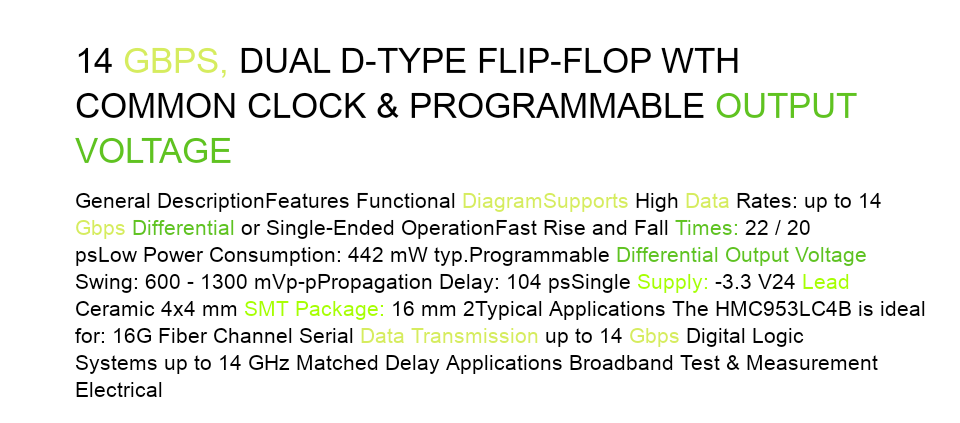 14 GBPS, DUAL D-TYPE FLIP-FLOP WTH
COMMON CLOCK & PROGRAMMABLE OUTPUT
VOLTAGE
General DescriptionFeatures Functional DiagramSupports High Data Rates: up to 14
Gbps Differential or Single-Ended OperationFast Rise and Fall Times: 22 / 20
psLow Power Consumption: 442 mW typ.Programmable Differential Output Voltage
Swing: 600 - 1300 mVp-pPropagation Delay: 104 psSingle Supply: -3.3 V24 Lead
Ceramic 4x4 mm SMT Package: 16 mm 2Typical Applications The HMC953LC4B is ideal
for: 16G Fiber Channel Serial Data Transmission up to 14 Gbps Digital Logic
Systems up to 14 GHz Matched Delay Applications Broadband Test & Measurement
Electrical